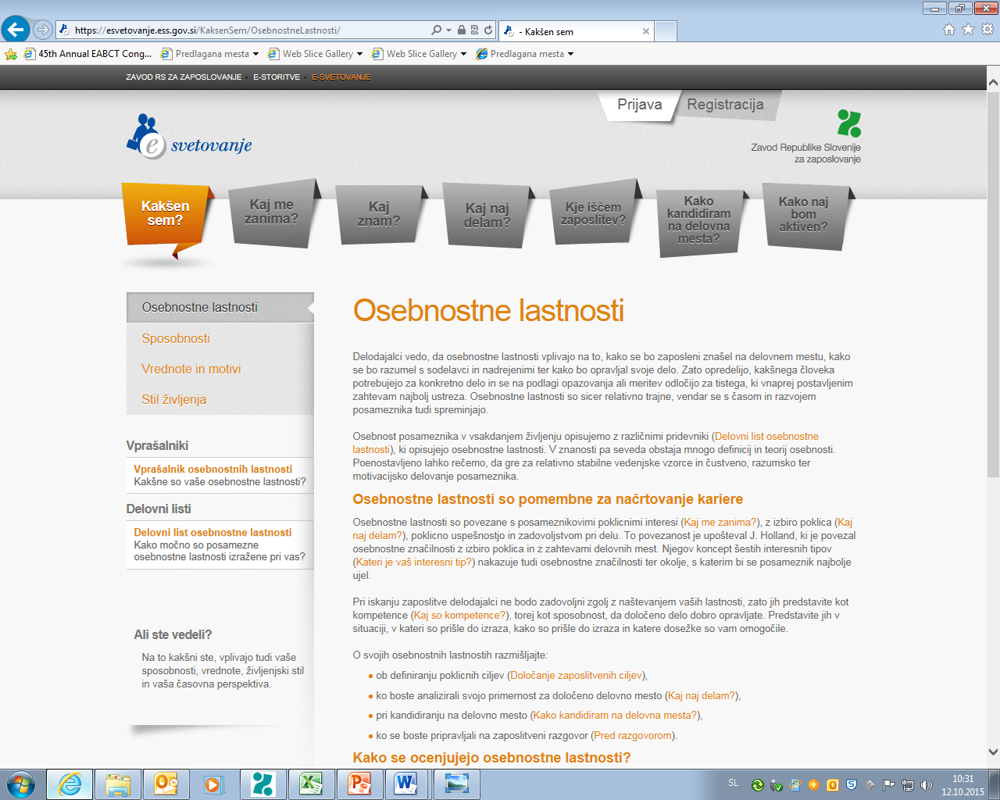 https://esvetovanje.ess.gov.si/KaksenSem/OsebnostneLastnosti/
- Kakšen sem
45th Annual EABCT Cong...
Predlagana mesta
Web Slice Gallery
Web Slice Gallery
Predlagana mesta
ZAVOD RS ZA ZAPOSLOVANJE
E-STORITVE
E-SVETOVANJE
Prijava
Registracija
e svetovanje
Zavod Republike Slovenije
za zaposlovanje
Kakšen
sem?
Kaj me
zanima?
Kaj
znam?
Kaj naj
delam?
Kje iščem
zaposlitev?
Kako
kandidiram
na delovna
mesta?
Kako naj
bom
aktiven?
Osebnostne lastnosti
Sposobnosti
Vrednote in motivi
Stil življenja
Vprašalniki
Vprašalnik osebnostnih lastnosti
Kakšne so vaše osebnostne lastnosti?
Delovni listi
Delovni list osebnostne lastnosti
Kako močno so posamezne
osebnostne lastnosti izražene pri vas?
Ali ste vedeli?
Na to kakšni ste, vplivajo tudi vaše
sposobnosti, vrednote, življenjski stil
in vaša časovna perspektiva.
Osebnostne lastnosti
Delodajalci vedo, da osebnostne lastnosti vplivajo na to, kako se bo zaposleni znašel na delovnem mestu, kako
se bo razumel s sodelavci in nadrejenimi ter kako bo opravljal svoje delo. Zato opredelijo, kakšnega človeka
potrebujejo za konkretno delo in se na podlagi opazovanja ali meritev odločijo za tistega, ki vnaprej postavljenim
zahtevam najbolj ustreza. Osebnostne lastnosti so sicer relativno trajne, vendar se s časom in razvojem
posameznika tudi spreminjajo.
Osebnost posameznika v vsakdanjem življenju opisujemo z različnimi pridevniki (Delovni list osebnostne
lastnosti), ki opisujejo osebnostne lastnosti. V znanosti pa seveda obstaja mnogo definicij in teorij osebnosti.
Poenostavljeno lahko rečemo, da gre za relativno stabilne vedenjske vzorce in čustveno, razumsko ter
motivacijsko delovanje posameznika.
Osebnostne lastnosti so pomembne za načrtovanje kariere
Osebnostne lastnosti so povezane s posameznikovimi poklicnimi interesi (Kaj me zanima?), z izbiro poklica (Kaj
naj delam?), poklicno uspešnostjo in zadovoljstvom pri delu. To povezanost je upošteval J. Holland, ki je povezal
osebnostne značilnosti z izbiro poklica in z zahtevami delovnih mest. Njegov koncept šestih interesnih tipov
(Kateri je vaš interesni tip?) nakazuje tudi osebnostne značilnosti ter okolje, s katerim bi se posameznik najbolje
ujel.
Pri iskanju zaposlitve delodajalci ne bodo zadovoljni zgolj z naštevanjem vaših lastnosti, zato jih predstavite kot
kompetence (Kaj so kompetence?), torej kot sposobnost, da določeno delo dobro opravljate. Predstavite jih v
situaciji, v kateri so prišle do izraza, kako so prišle do izraza in katere dosežke so vam omogočile.
O svojih osebnostnih lastnostih razmišljajte:
• ob definiranju poklicnih ciljev (Določanje zaposlitvenih ciljev),
• ko boste analizirali svojo primernost za določeno delovno mesto (Kaj naj delam?),
• pri kandidiranju na delovno mesto (Kako kandidiram na delovna mesta?),
• ko se boste pripravljali na zaposlitveni razgovor (Pred razgovorom).
Kako se ocenjujejo osebnostne lastnosti?
SL
10:31
12.10.2015